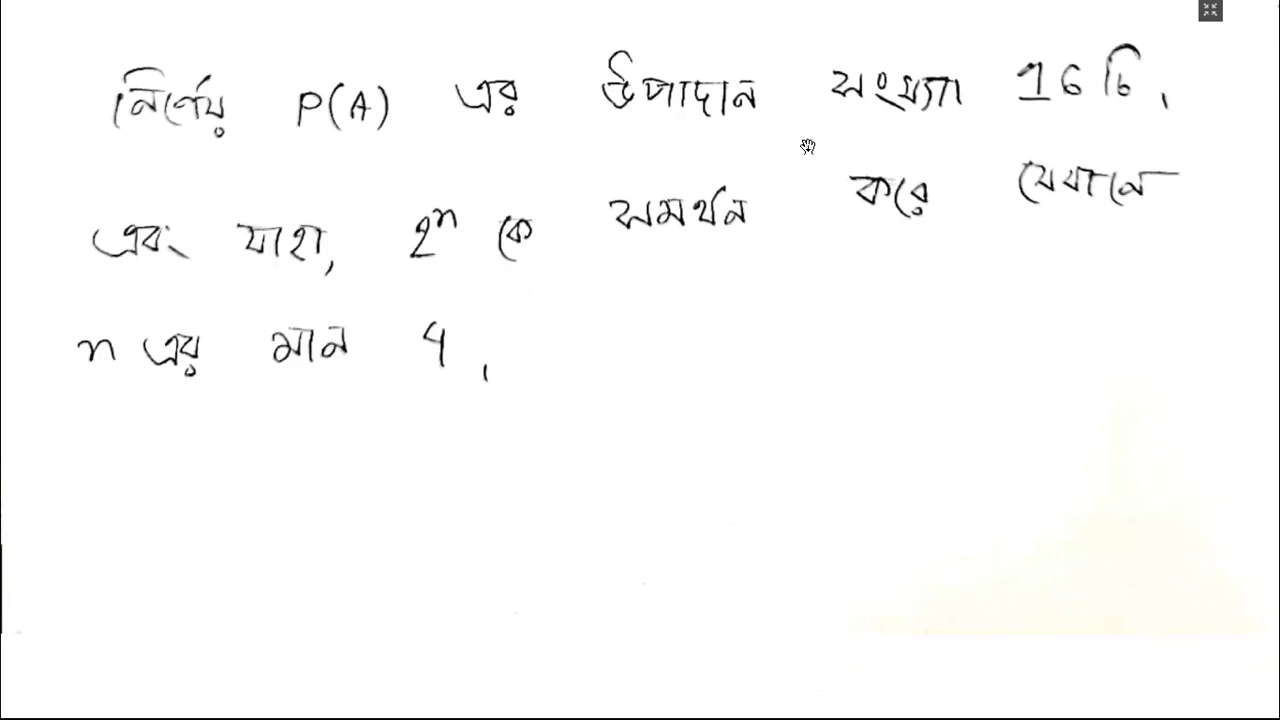 নির্ণেয় P(A) এর উপাদান সংখ্যা 16 টি,
এবং যাহা, 2ⁿ কে সমর্থন করে যেখানে
n এর মান 4,